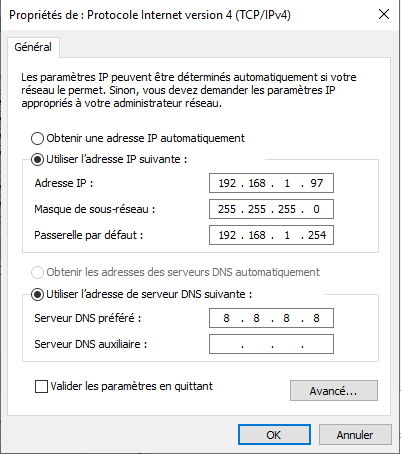 Propriétés de : Protocole Internet version 4 (TCP/IPv4)
Général
Les paramètres IP peuvent être déterminés automatiquement si votre
réseau le permet. Sinon, vous devez demander les paramètres IP
appropriés à votre administrateur réseau.
Obtenir une adresse IP automatiquement
Utiliser l'adresse IP suivante :
Adresse IP : 192 . 168 . 1 . 97
Masque de sous-réseau : 255 . 255 . 255 . 0
Passerelle par défaut : 192 . 168 . 1 . 254
Obtenir les adresses des serveurs DNS automatiquement
Utiliser l'adresse de serveur DNS suivante :
Serveur DNS préféré : 8 . 8 . 8 . 8
Serveur DNS auxiliaire : . . .
Valider les paramètres en quittant
Avancé...
OK Annuler